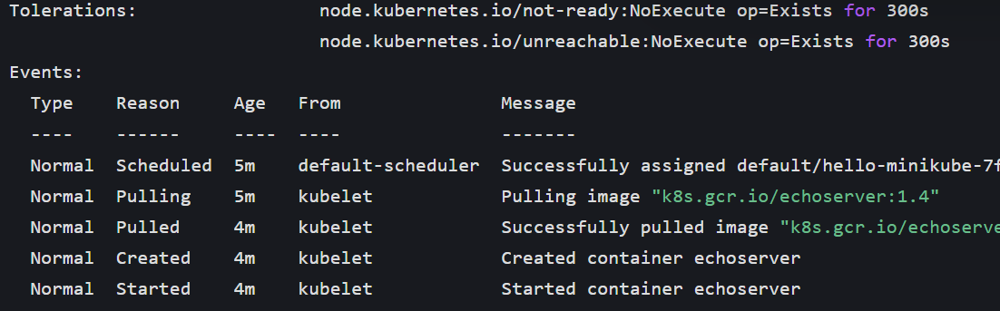 Tolerations: node.kubernetes.io/not-ready:NoExecute op=Exists for 300s
node.kubernetes.io/unreachable:NoExecute op=Exists for 300s
Events:
Type Reason Age From Message
---- ------ ---- ---- -------
Normal Scheduled 5m default-scheduler Successfully assigned default/hello-minikube-7f
Normal Pulling 5m kubelet Pulling image "k8s.gcr.io/echoserver:1.4"
Normal Pulled 4m kubelet Successfully pulled image "k8s.gcr.io/echoserve
Normal Created 4m kubelet Created container echoserver
Normal Started 4m kubelet Started container echoserver